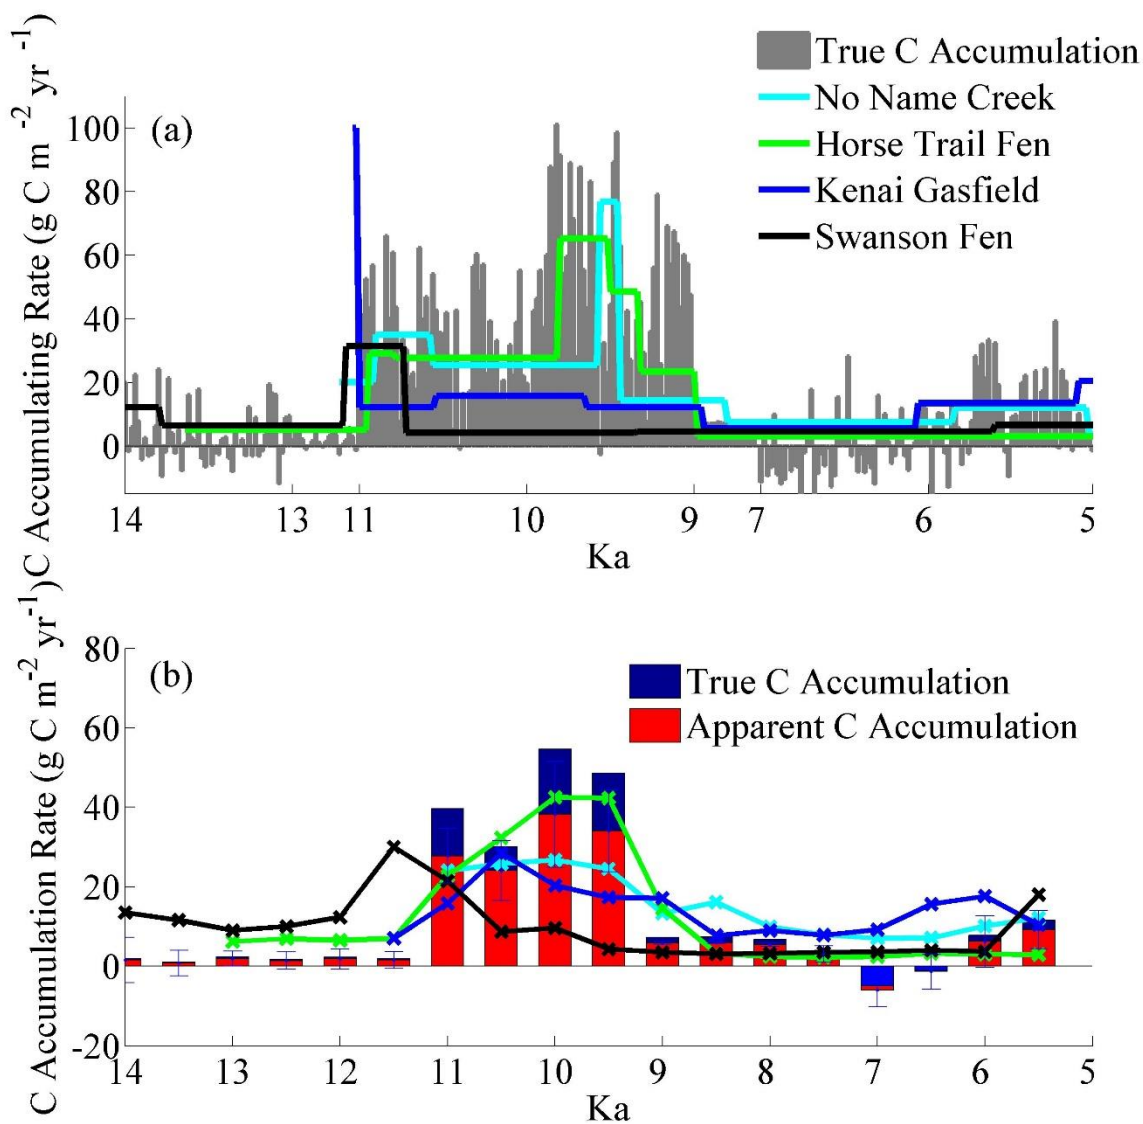 C Accumulating Rate (g C m -2 yr -1)
(a)
True C Accumulation
No Name Creek
Horse Trail Fen
Kenai Gasfield
Swanson Fen
100
80
60
40
20
0
14 13 11 10 9 7 6 5
Ka
C Accumulation Rate (g C m-2 yr-1)
(b)
True C Accumulation
Apparent C Accumulation
80
60
40
20
0
-20
14 13 12 11 10 9 8 7 6 5
Ka